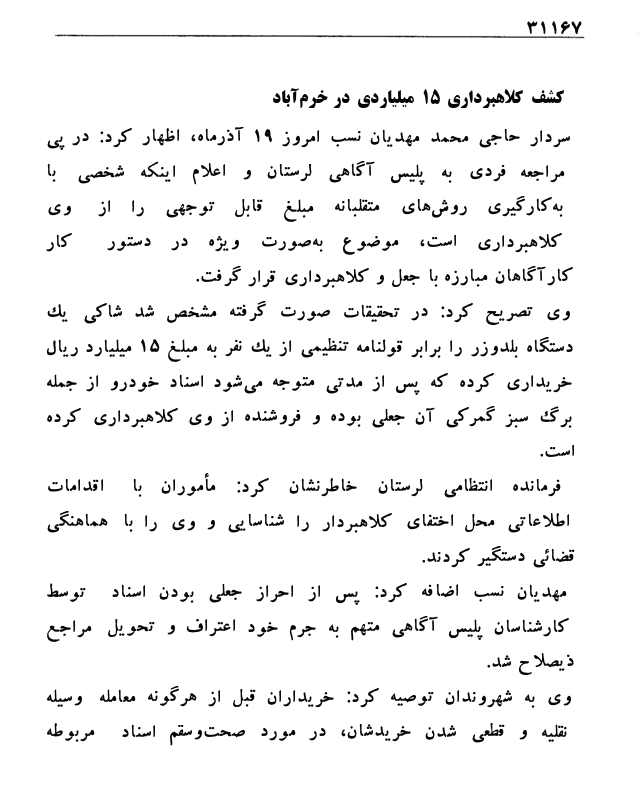 ۳۱۱۶۷
کشف کلاهبرداری ۱۵ میلیاردی در خرم‌آباد
سردار حاجی محمد مهدیان نسب امروز ۱۹ آذرماه، اظهار کرد: در پی
مراجعه فردی به پلیس آگاهی لرستان و اعلام اینکه شخصی با
به‌کارگیری روش‌های متقلبانه مبلغ قابل توجهی را از وی
کلاهبرداری است، موضوع به‌صورت ویژه در دستور کار
کارآگاهان مبارزه با جعل و کلاهبرداری قرار گرفت.
وی تصریح کرد: در تحقیقات صورت گرفته مشخص شد شاکی یك
دستگاه بلدوزر را برابر قولنامه تنظیمی از یك نفر به مبلغ ۱۵ میلیارد ریال
خریداری کرده که پس از مدتی متوجه می‌شود اسناد خودرو از جمله
برگ سبز گمرکی آن جعلی بوده و فروشنده از وی کلاهبرداری کرده
است.
فرمانده انتظامی لرستان خاطرنشان کرد: مأموران با اقدامات
اطلاعاتی محل اختفای کلاهبردار را شناسایی و وی را با هماهنگی
قضائی دستگیر کردند.
مهدیان نسب اضافه کرد: پس از احراز جعلی بودن اسناد توسط
کارشناسان پلیس آگاهی متهم به جرم خود اعتراف و تحویل مراجع
ذیصلاح شد.
وی به شهروندان توصیه کرد: خریداران قبل از هرگونه معامله وسیله
نقلیه و قطعی شدن خریدشان، در مورد صحت‌وسقم اسناد مربوطه